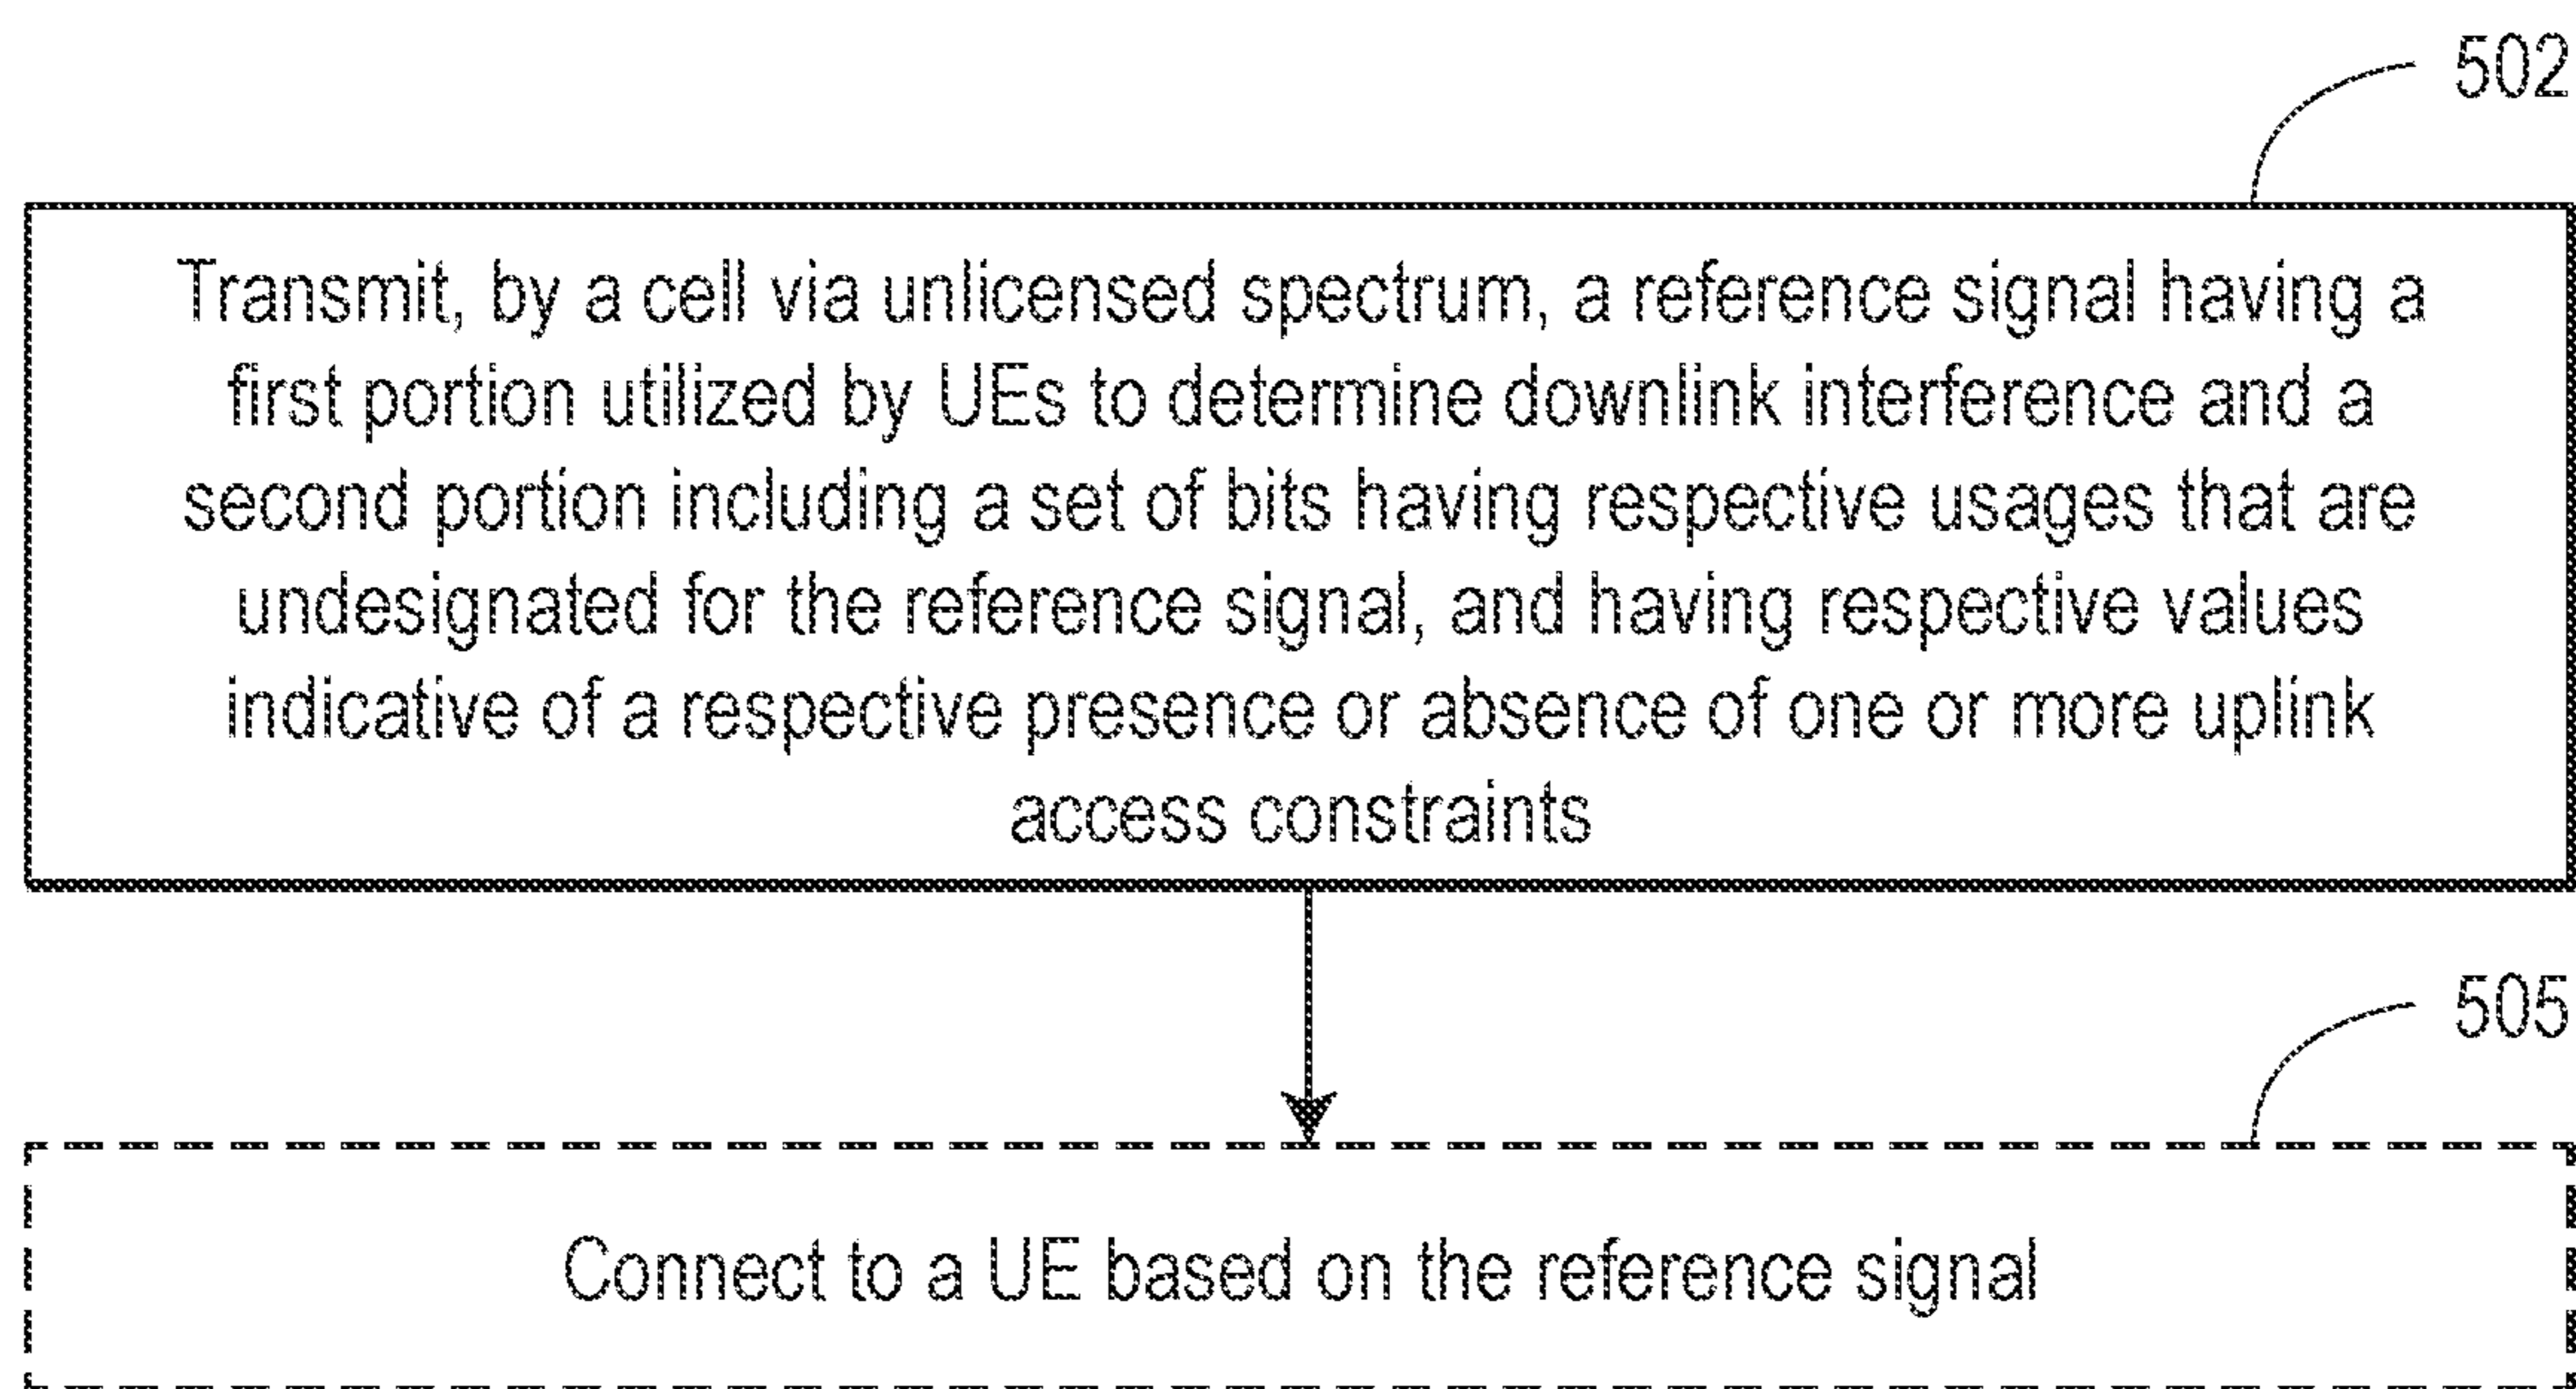 502
Transmit, by a cell via unlicensed spectrum, a reference signal having a
first portion utilized by UEs to determine downlink interference and a
second portion including a set of bits having respective usages that are
undesignated for the reference signal, and having respective values
indicative of a respective presence or absence of one or more uplink
access constraints
505
Connect to a UE based on the reference signal